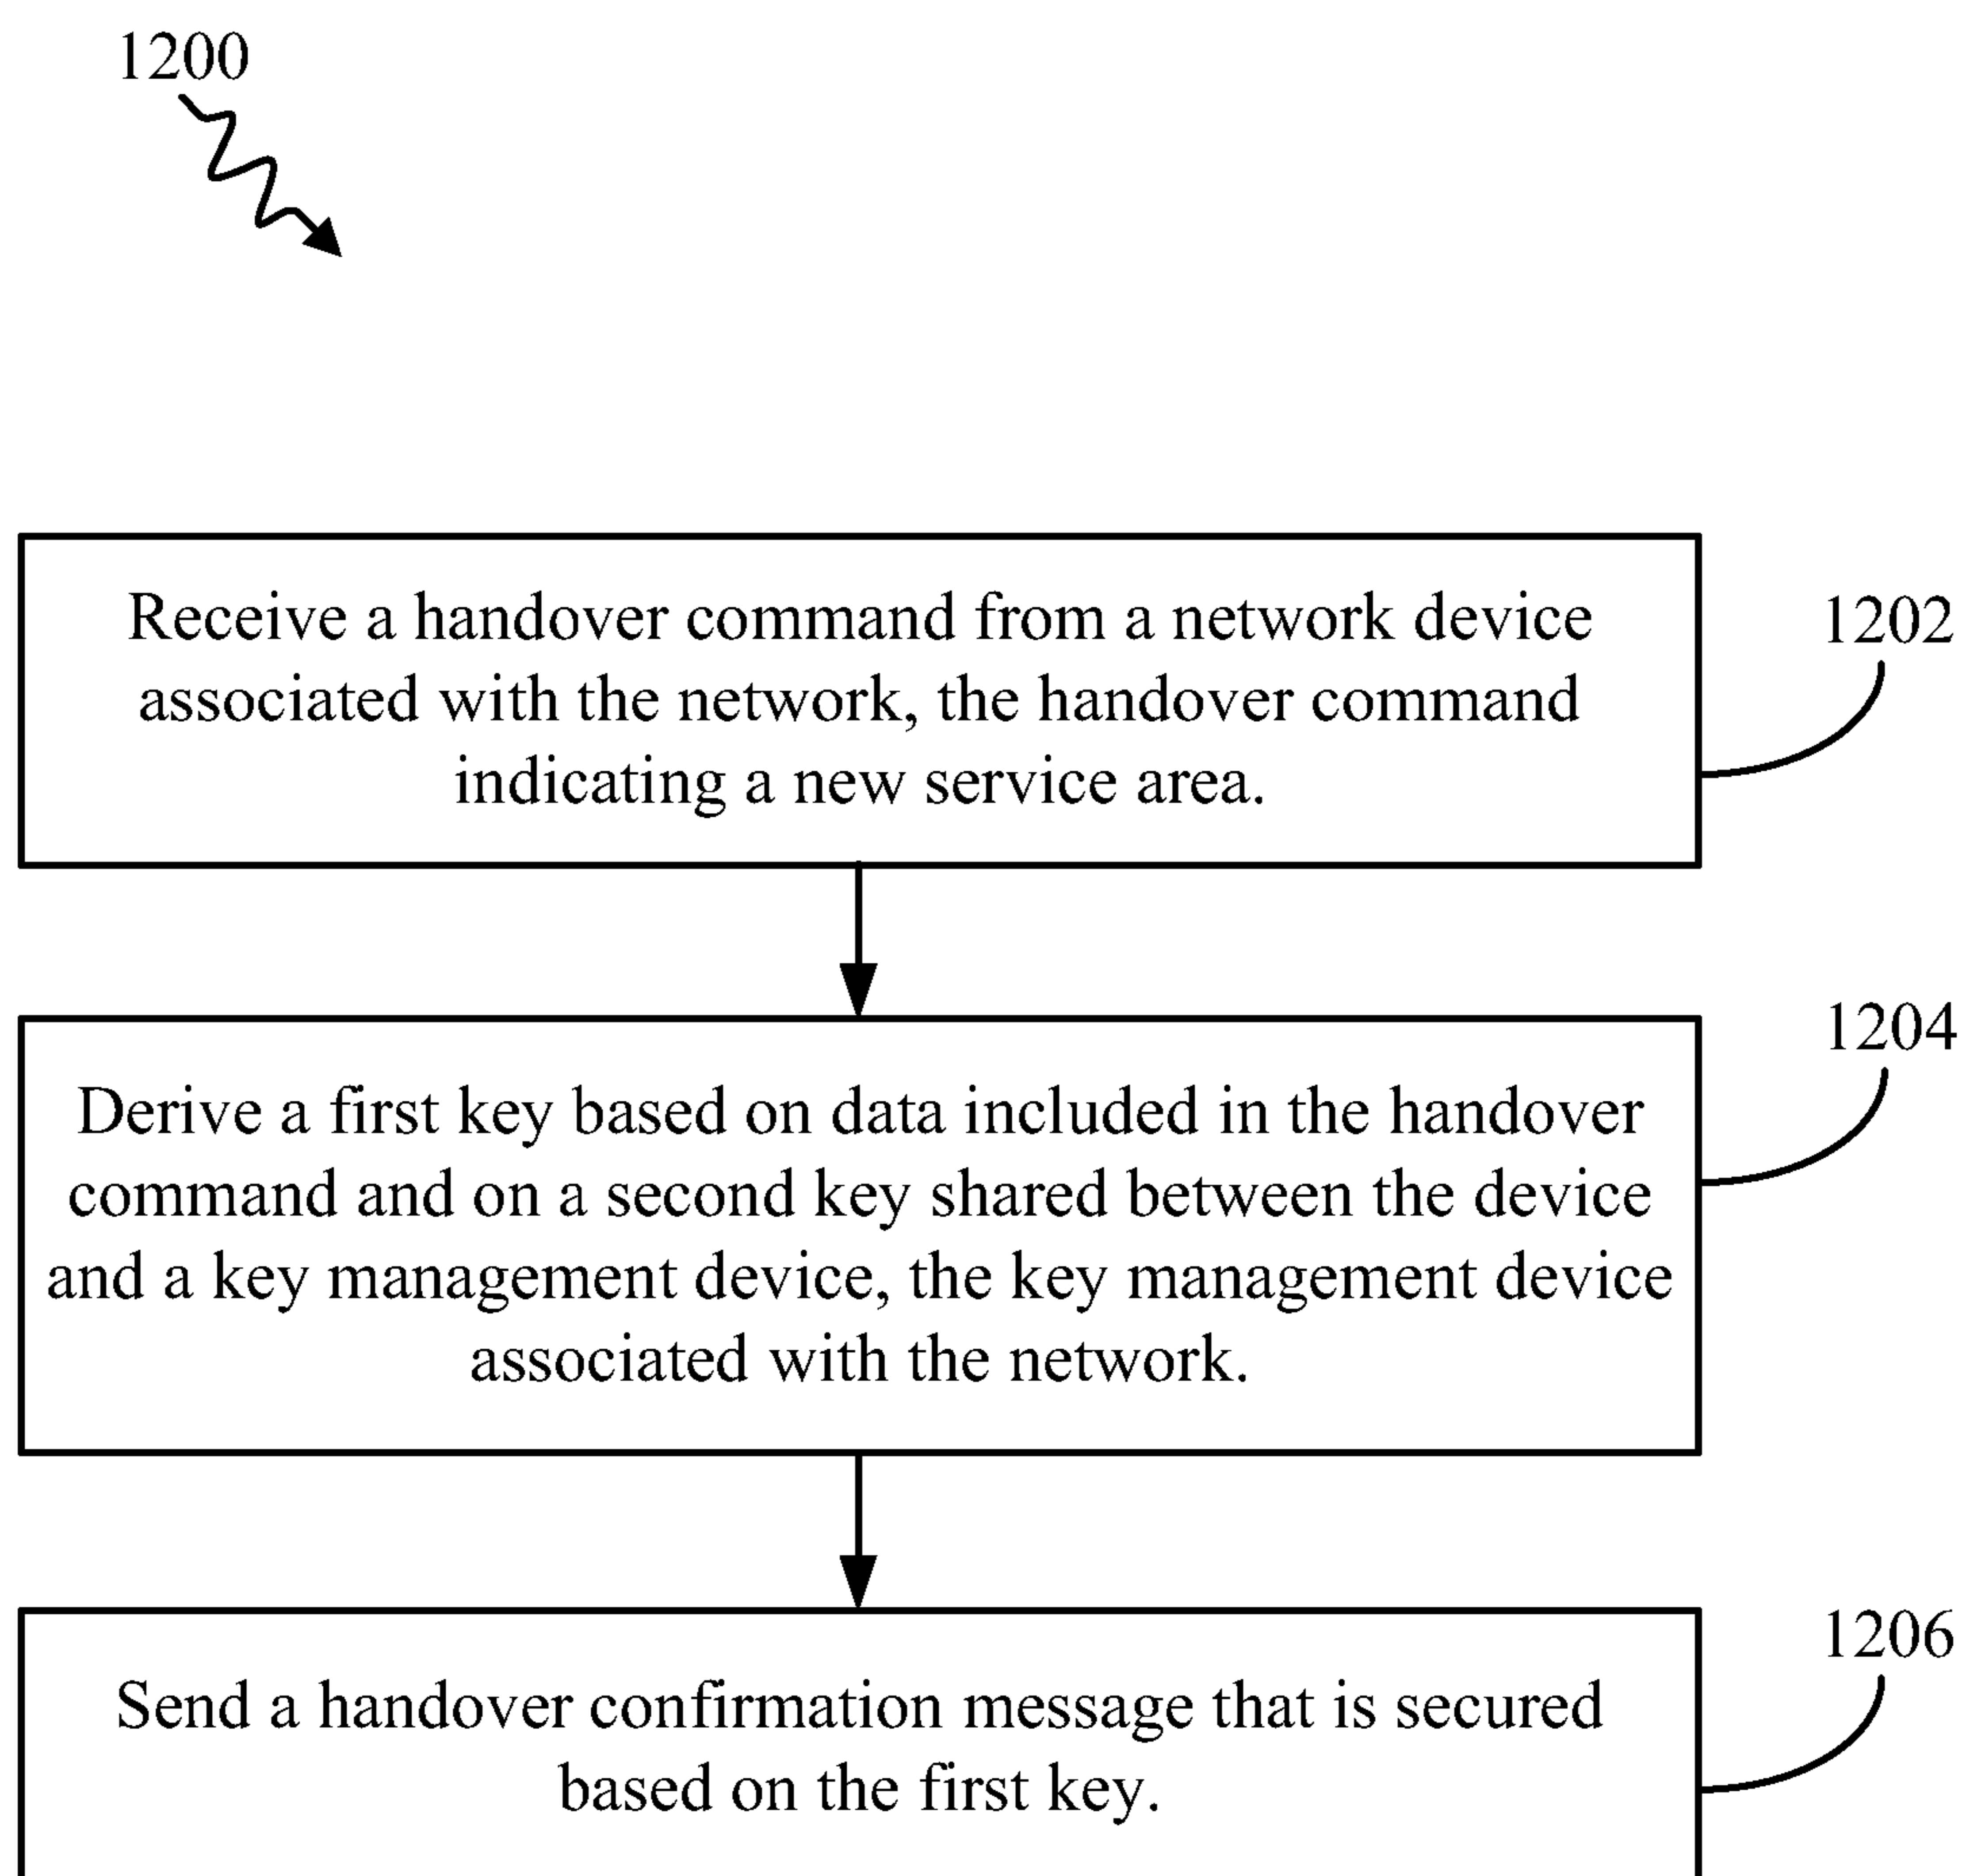 1200
Receive a handover command from a network device
associated with the network, the handover command
indicating a new service area.
1202
Derive a first key based on data included in the handover
command and on a second key shared between the device
and a key management device, the key management device
associated with the network.
1204
Send a handover confirmation message that is secured
based on the first key.
1206